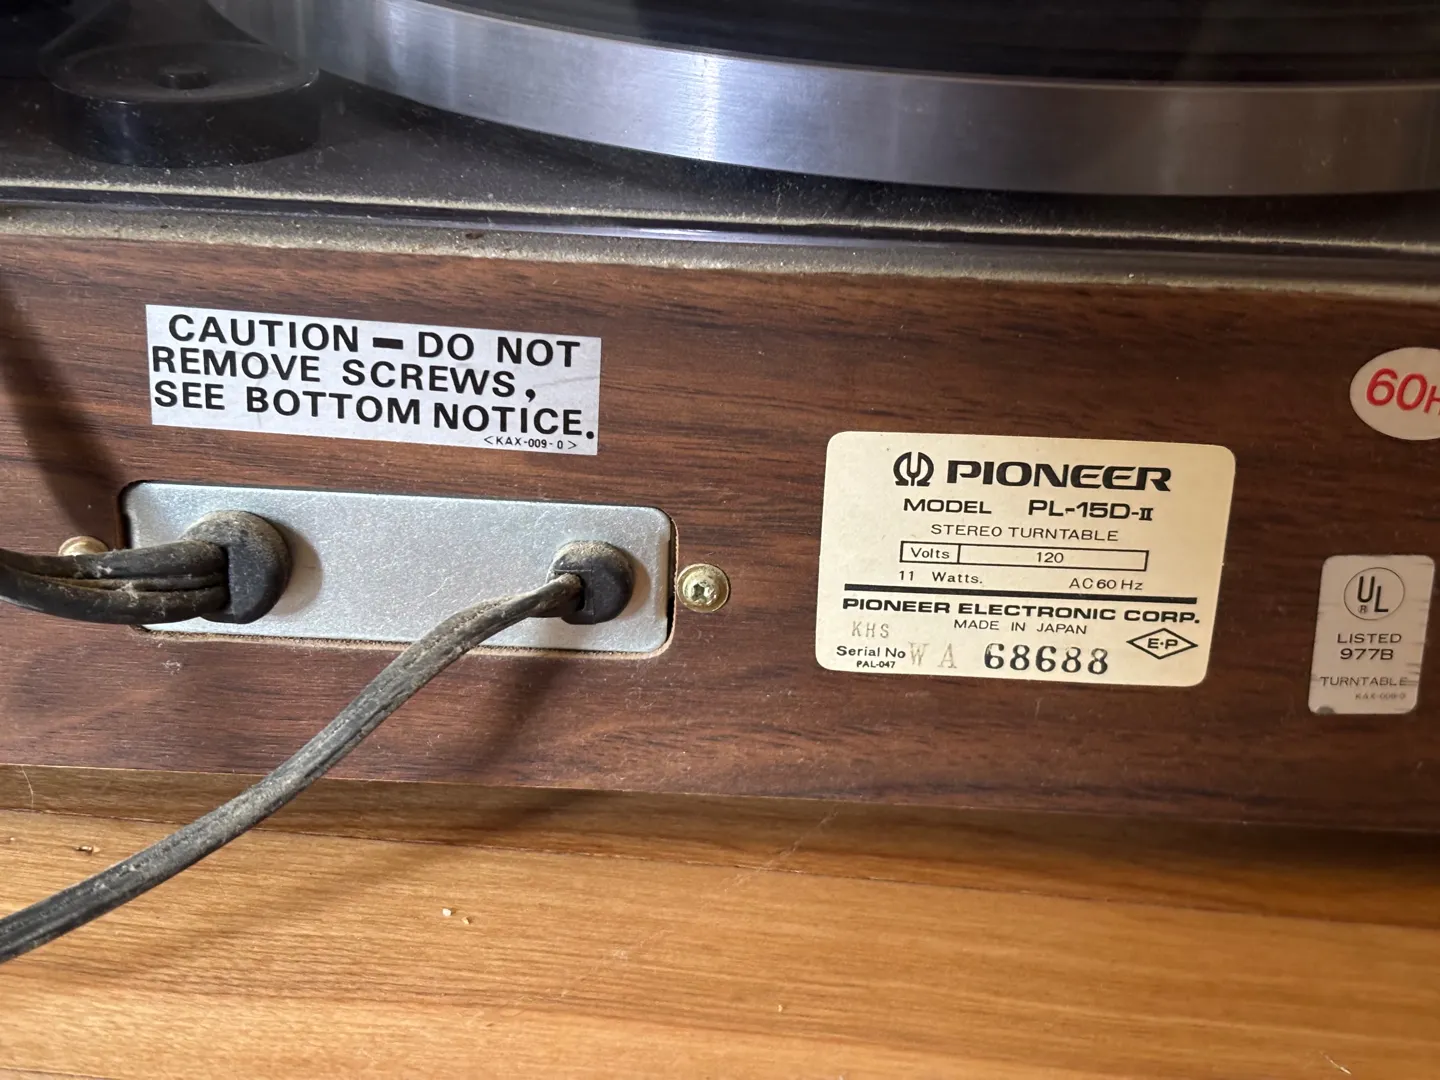 CAUTION — DO NOT
REMOVE SCREWS,
SEE BOTTOM NOTICE.
<KAX-009-0>
60H
PIONEER
MODEL PL-15D-II
STEREO TURNTABLE
Volts 120
11 Watts. AC 60 Hz
PIONEER ELECTRONIC CORP.
MADE IN JAPAN
KHS
E·P
Serial No WA 68688
PAL-047
UL
®
LISTED
977B
TURNTABLE